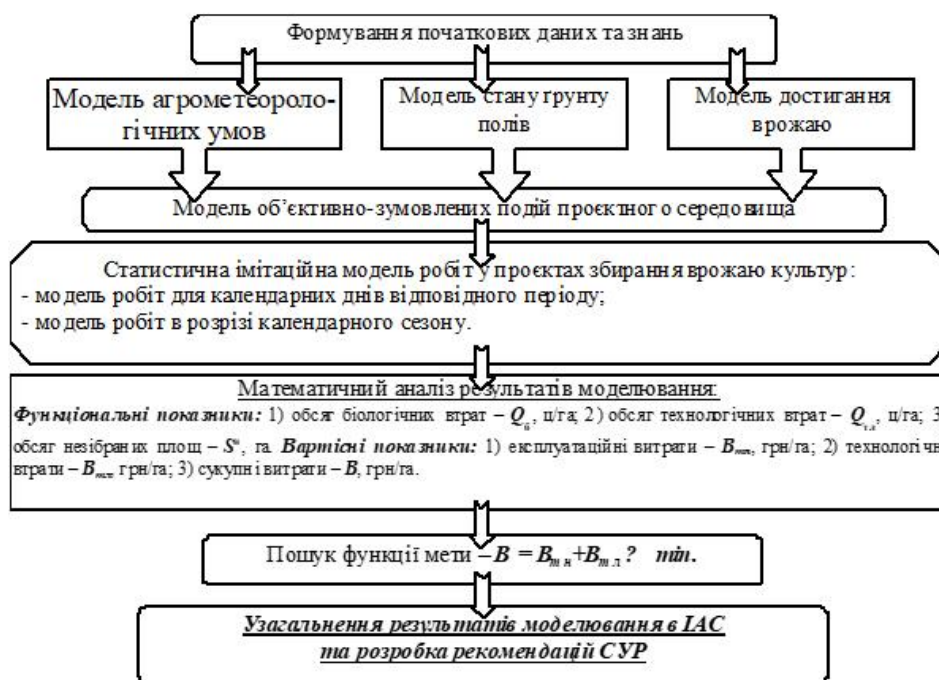 Формування початкових даних та знань
Модель агрометеороло-
гічних умов
Модель стану ґрунту
полів
Модель достигання
врожаю
Модель об’єктивно-зумовлених подій проєктного середовища
Статистична імітаційна модель робіт у проєктах збирання врожаю культур:
- модель робіт для календарних днів відповідного періоду;
- модель робіт в розрізі календарного сезону.
Математичний аналіз результатів моделювання:
Функціональні показники: 1) обсяг біологічних втрат – Qб, ц/га; 2) обсяг технологічних втрат – Qт.л, ц/га; 3
обсяг незібраних площ – Sн, га. Вартісні показники: 1) експлуатаційні витрати – Bтн, грн/га; 2) технологічн
втрати – Bтл, грн/га; 3) сукупні витрати – B, грн/га.
Пошук функції мети – B = Bт н+Bт л ? min.
Узагальнення результатів моделювання в ІАС
та розробка рекомендацій СУР